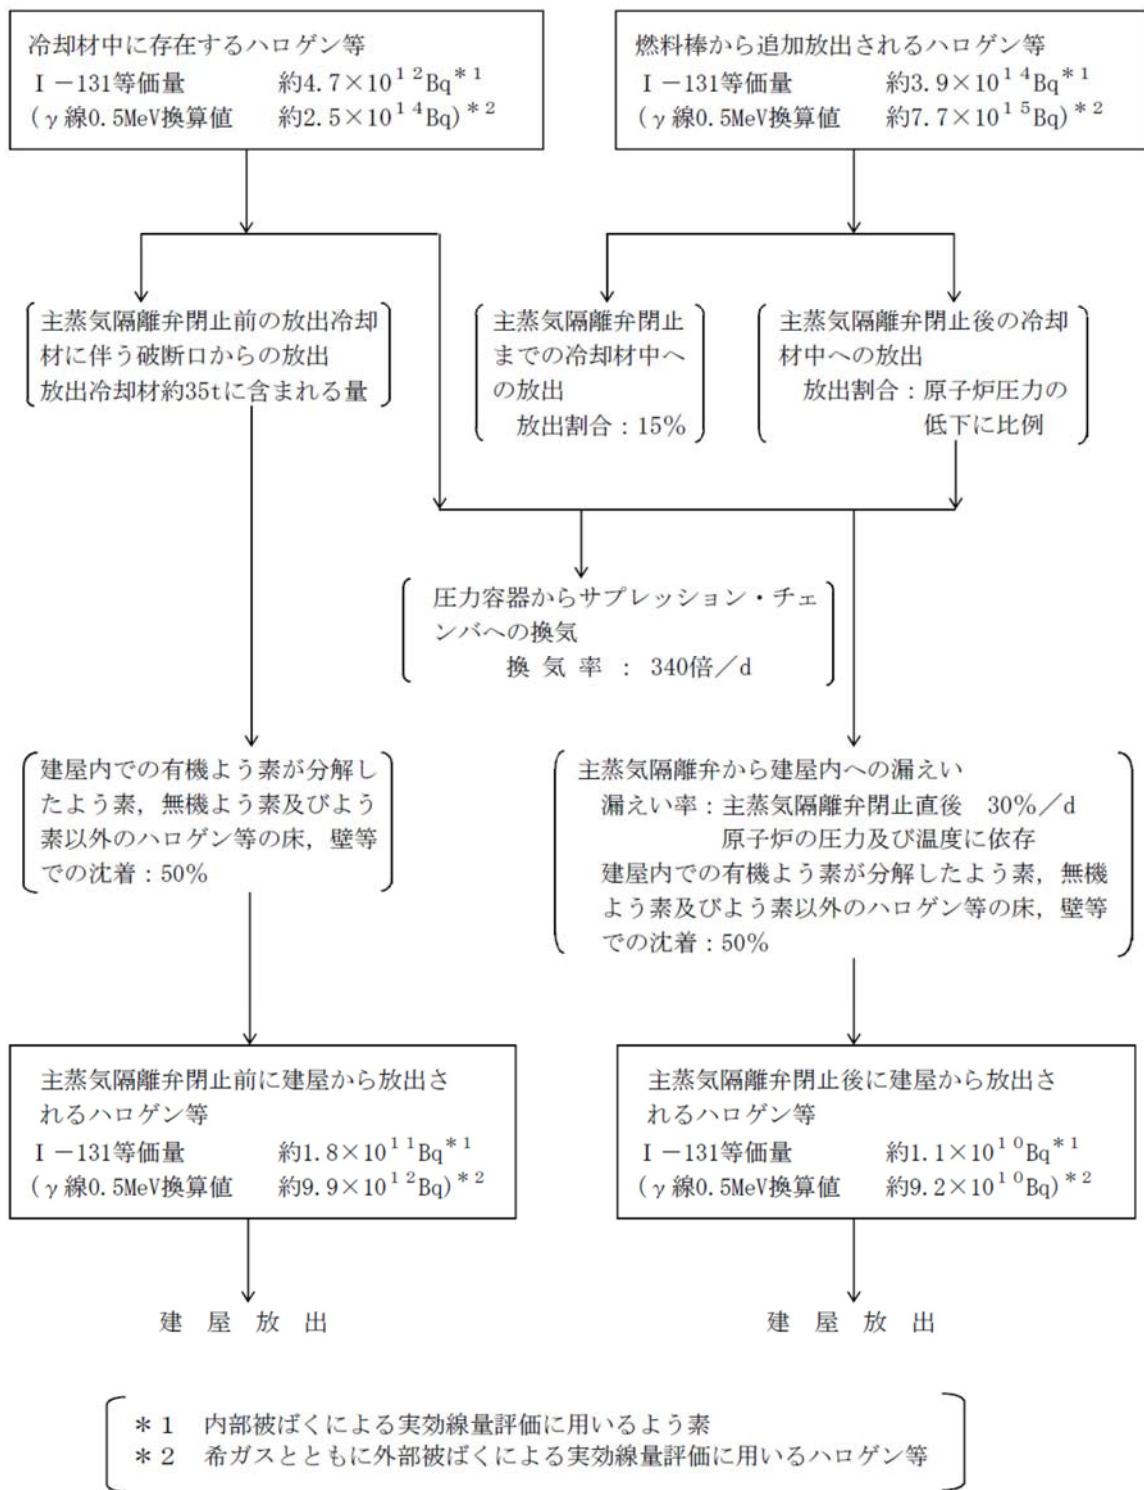 冷却材中に存在するハロゲン等
Ⅰ－131等価量 約4.7×10¹²Bq*¹
(γ線0.5MeV換算値 約2.5×10¹⁴Bq)*²
燃料棒から追加放出されるハロゲン等
Ⅰ－131等価量 約3.9×10¹⁴Bq*¹
(γ線0.5MeV換算値 約7.7×10¹⁵Bq)*²
主蒸気隔離弁閉止前の放出冷却
材に伴う破断口からの放出
放出冷却材約35tに含まれる量
主蒸気隔離弁閉止
までの冷却材中へ
の放出
放出割合：15%
主蒸気隔離弁閉止後の冷却
材中への放出
放出割合：原子炉圧力の
低下に比例
圧力容器からサプレッション・チェ
ンバへの換気
換 気 率 ： 340倍／d
建屋内での有機よう素が分解し
たよう素，無機よう素及びよう
素以外のハロゲン等の床，壁等
での沈着：50%
主蒸気隔離弁から建屋内への漏えい
漏えい率：主蒸気隔離弁閉止直後 30%／d
原子炉の圧力及び温度に依存
建屋内での有機よう素が分解したよう素，無機
よう素及びよう素以外のハロゲン等の床，壁等
での沈着：50%
主蒸気隔離弁閉止前に建屋から放出さ
れるハロゲン等
Ⅰ－131等価量 約1.8×10¹¹Bq*¹
(γ線0.5MeV換算値 約9.9×10¹²Bq)*²
主蒸気隔離弁閉止後に建屋から放出さ
れるハロゲン等
Ⅰ－131等価量 約1.1×10¹⁰Bq*¹
(γ線0.5MeV換算値 約9.2×10¹⁰Bq)*²
建 屋 放 出
建 屋 放 出
＊1 内部被ばくによる実効線量評価に用いるよう素
＊2 希ガスとともに外部被ばくによる実効線量評価に用いるハロゲン等